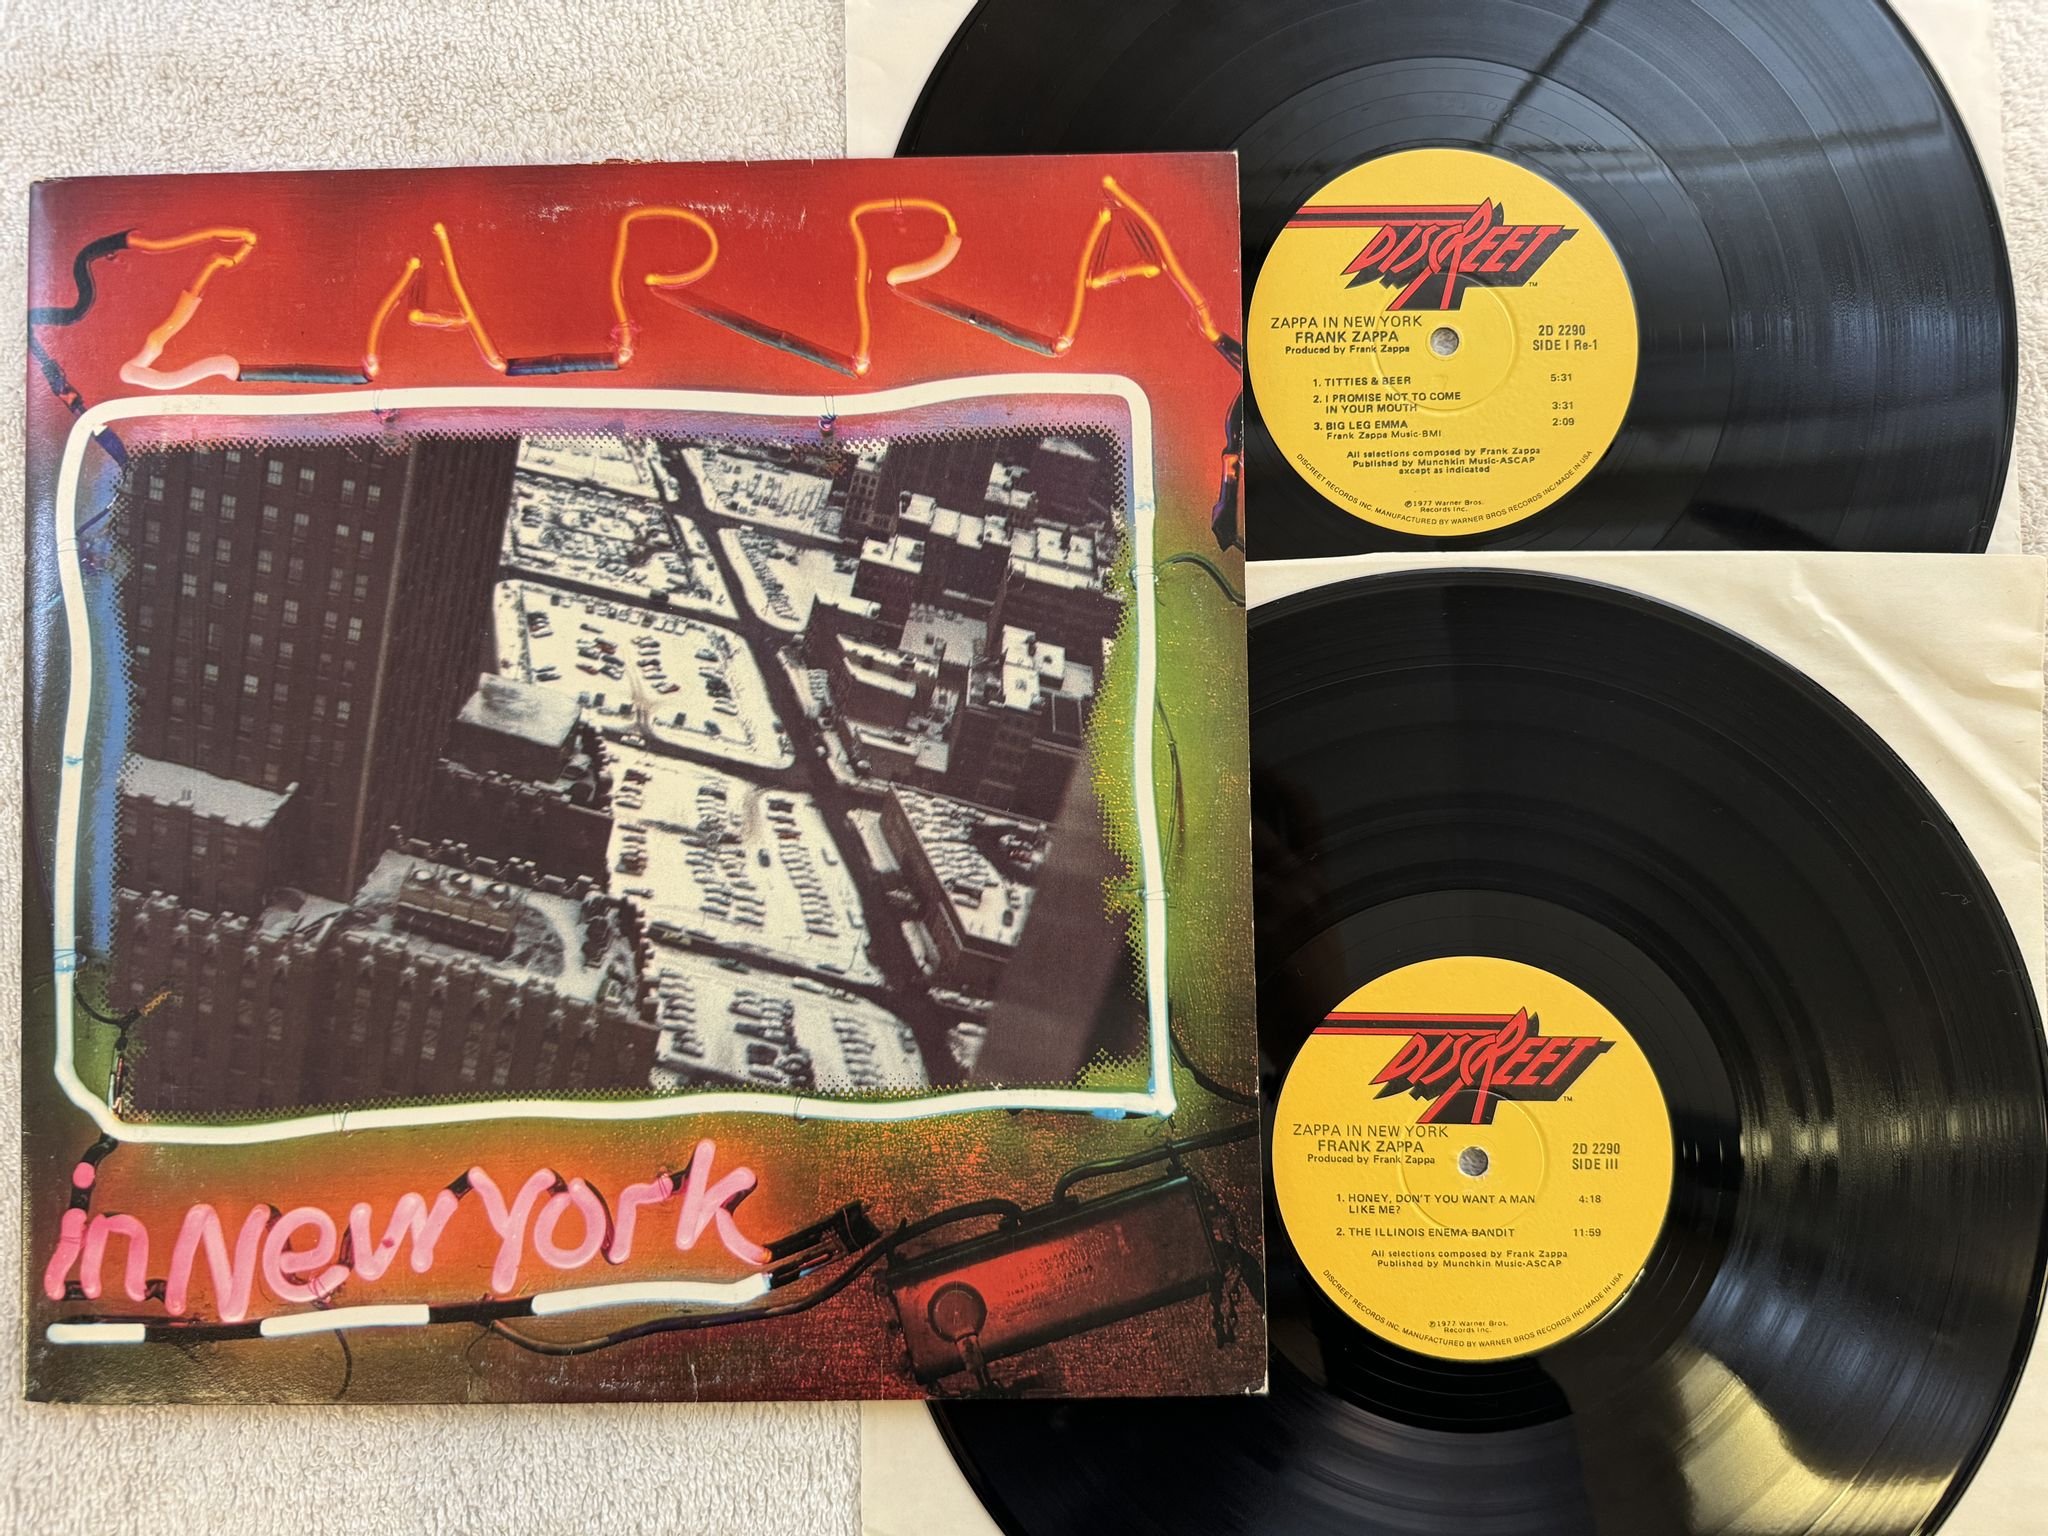 ZAPPA
in New York
DISCREET
TM
ZAPPA IN NEW YORK
FRANK ZAPPA
Produced by Frank Zappa
2D 2290
SIDE I Re-1
1. TITTIES & BEER 5:31
2. I PROMISE NOT TO COME
IN YOUR MOUTH 3:31
3. BIG LEG EMMA 2:09
Frank Zappa Music-BMI
All selections composed by Frank Zappa
Published by Munchkin Music-ASCAP
except as indicated
℗1977 Warner Bros.
Records Inc.
DISCREET RECORDS INC. MANUFACTURED BY WARNER BROS RECORDS INC/MADE IN USA
DISCREET
TM
ZAPPA IN NEW YORK
FRANK ZAPPA
Produced by Frank Zappa
2D 2290
SIDE III
1. HONEY, DON'T YOU WANT A MAN 4:18
LIKE ME?
2. THE ILLINOIS ENEMA BANDIT 11:59
All selections composed by Frank Zappa
Published by Munchkin Music-ASCAP
℗1977 Warner Bros.
Records Inc.
DISCREET RECORDS INC. MANUFACTURED BY WARNER BROS RECORDS INC/MADE IN USA